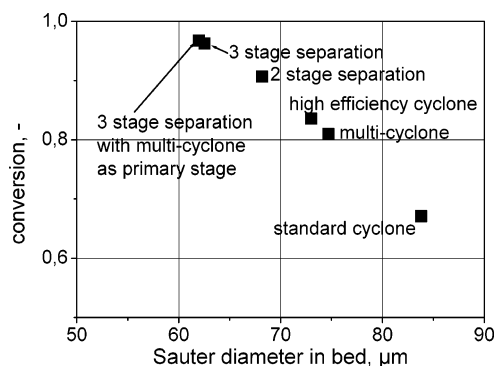 1,0
3 stage separation
2 stage separation
high efficiency cyclone
3 stage separation
with multi-cyclone
as primary stage
0,8
multi-cyclone
conversion, -
standard cyclone
0,6
50 60 70 80 90
Sauter diameter in bed, µm